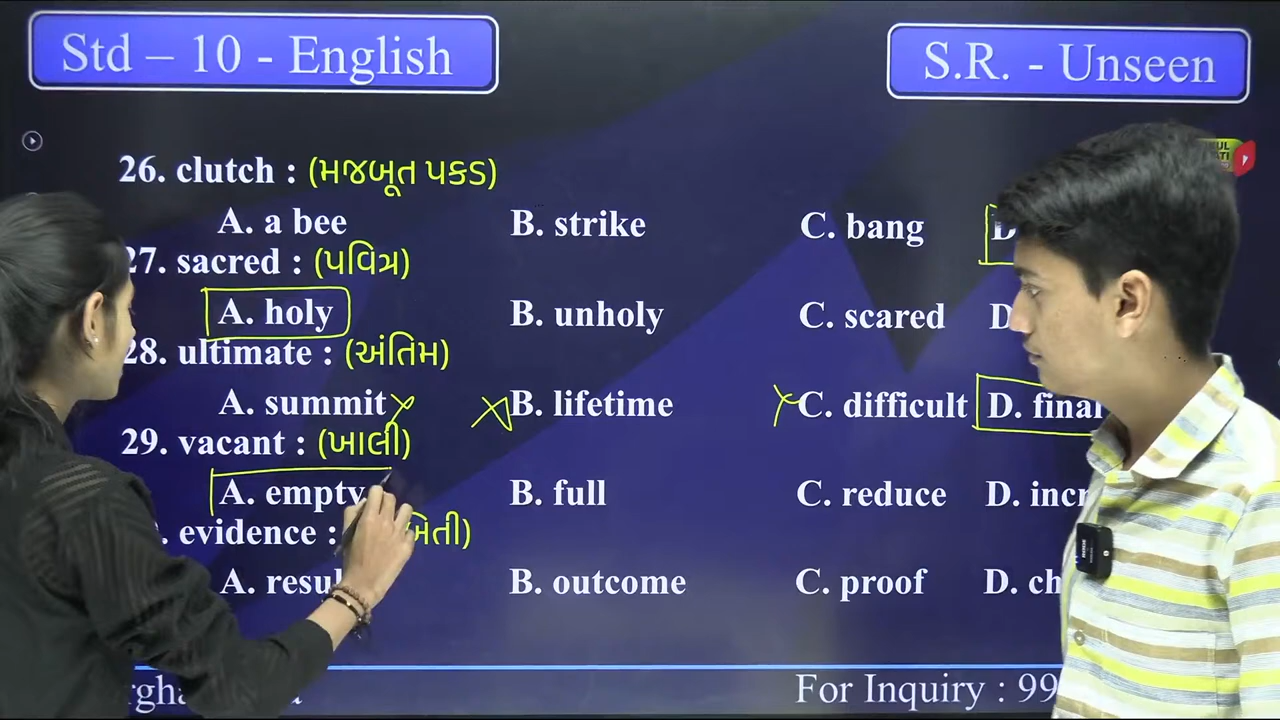 Std – 10 - English
S.R. - Unseen
26. clutch : (મજબૂત પકડ)
A. a bee B. strike C. bang D
27. sacred : (પવિત્ર)
A. holy B. unholy C. scared D
28. ultimate : (અંતિમ)
A. summit B. lifetime C. difficult D. final
29. vacant : (ખાલી)
A. empty B. full C. reduce D.
evidence :
A. B. outcome C. proof D.
For Inquiry : 99